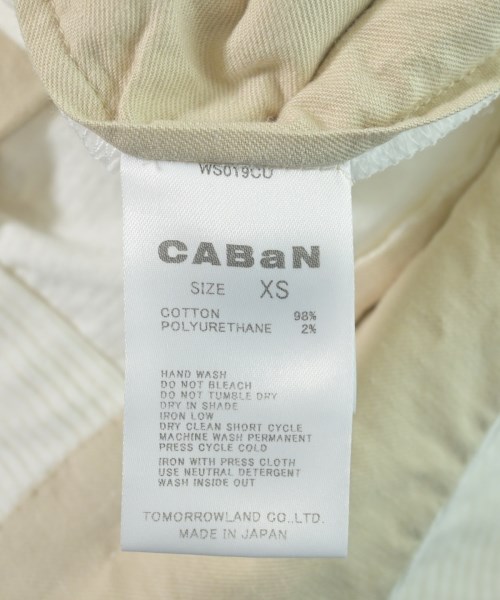 WS019CU
CABaN
SIZE XS
COTTON 98%
POLYURETHANE 2%
HAND WASH
DO NOT BLEACH
DO NOT TUMBLE DRY
DRY IN SHADE
IRON LOW
DRY CLEAN SHORT CYCLE
MACHINE WASH PERMANENT
PRESS CYCLE COLD
IRON WITH PRESS CLOTH
USE NEUTRAL DETERGENT
WASH INSIDE OUT
TOMORROWLAND CO.,LTD.
MADE IN JAPAN